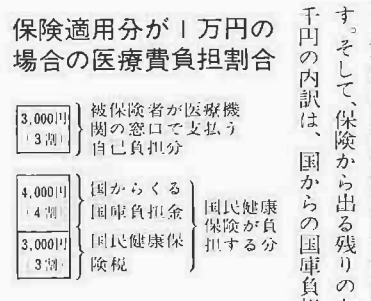 す。そして、保険から出る残りの
千円の内訳は、国からの国庫負
保険適用分が1万円の
場合の医療費負担割合
3,000円
(3割)
被保険者が医療機
関の窓口で支払う
自己負担分
4,000円
(4割)
国からくる
国庫負担金
3,000円
(3割)
国民健康保
険税
国民健康
保険が負
担する分